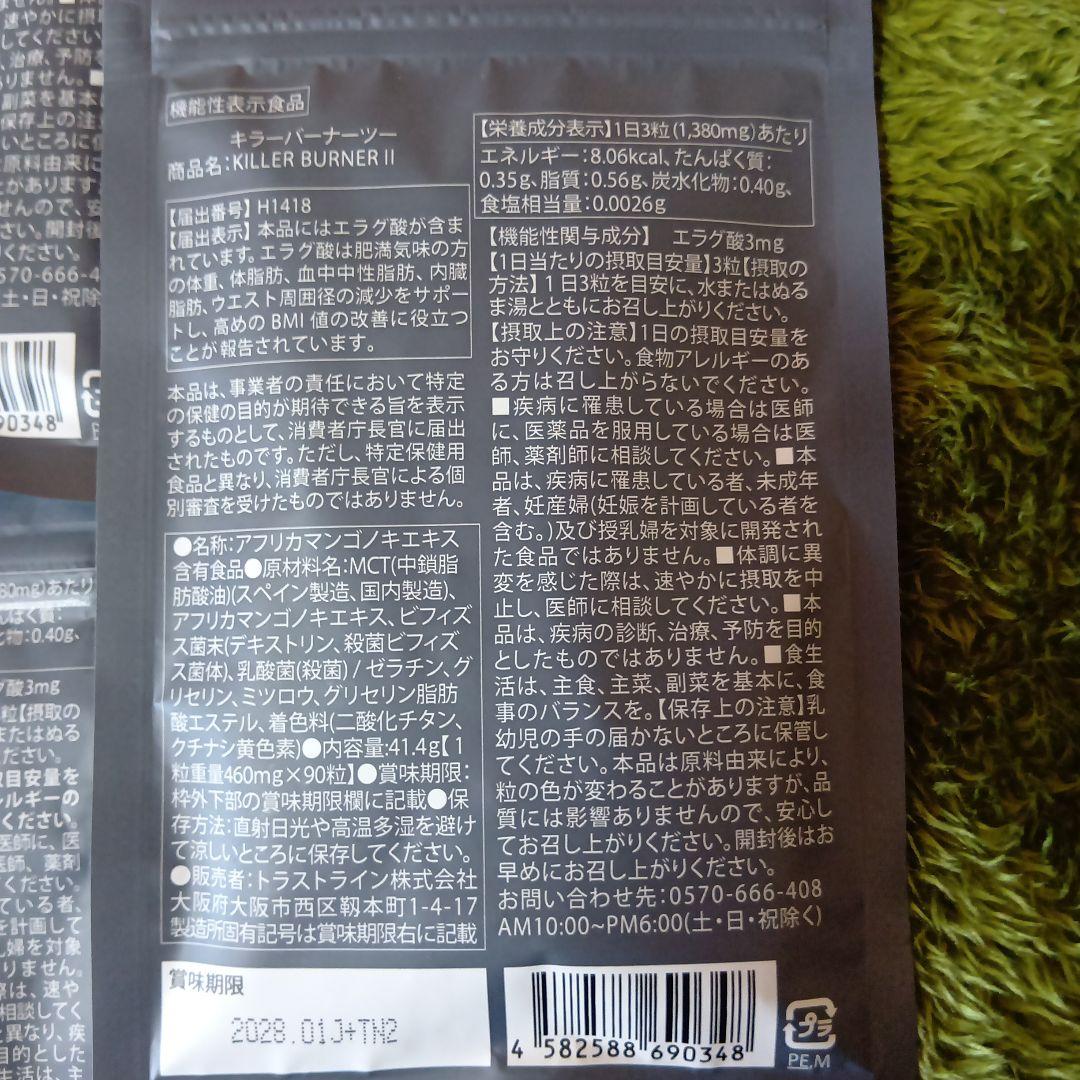 機能性表示食品
キラーバーナーツー
商品名:KILLER BURNER II
【届出番号】H1418
【届出表示】本品にはエラグ酸が含ま
れています。エラグ酸は肥満気味の方
の体重、体脂肪、血中中性脂肪、内臓
脂肪、ウエスト周囲径の減少をサポー
トし、高めのBMI値の改善に役立つ
ことが報告されています。
本品は、事業者の責任において特定
の保健の目的が期待できる旨を表示
するものとして、消費者庁長官に届出
されたものです。ただし、特定保健用
食品と異なり、消費者庁長官による個
別審査を受けたものではありません。
●名称:アフリカマンゴノキエキス
含有食品●原材料名:MCT(中鎖脂
肪酸油)(スペイン製造、国内製造)、
アフリカマンゴノキエキス、ビフィズ
ス菌末(デキストリン、殺菌ビフィズ
ス菌体)、乳酸菌(殺菌) / ゼラチン、グ
リセリン、ミツロウ、グリセリン脂肪
酸エステル、着色料(二酸化チタン、
クチナシ黄色素)●内容量:41.4g【1
粒重量460mg×90粒】●賞味期限:
枠外下部の賞味期限欄に記載●保
存方法:直射日光や高温多湿を避け
て涼しいところに保存してください。
●販売者:トラストライン株式会社
大阪府大阪市西区靱本町1-4-17
製造所固有記号は賞味期限右に記載
賞味期限
2028.01J+TN2
【栄養成分表示】1日3粒(1,380mg)あたり
エネルギー:8.06kcal、たんぱく質:
0.35g、脂質:0.56g、炭水化物:0.40g、
食塩相当量:0.0026g
【機能性関与成分】 エラグ酸3mg
【1日当たりの摂取目安量】3粒【摂取の
方法】1日3粒を目安に、水またはぬる
ま湯とともにお召し上がりください。
【摂取上の注意】1日の摂取目安量を
お守りください。食物アレルギーのあ
る方は召し上がらないでください。
■疾病に罹患している場合は医師
に、医薬品を服用している場合は医
師、薬剤師に相談してください。■本
品は、疾病に罹患している者、未成年
者、妊産婦(妊娠を計画している者を
含む。)及び授乳婦を対象に開発され
た食品ではありません。■体調に異
変を感じた際は、速やかに摂取を中
止し、医師に相談してください。■本
品は、疾病の診断、治療、予防を目的
としたものではありません。■食生
活は、主食、主菜、副菜を基本に、食
事のバランスを。【保存上の注意】乳
幼児の手の届かないところに保管し
てください。本品は原料由来により、
粒の色が変わることがありますが、品
質には影響ありませんので、安心し
てお召し上がりください。開封後はお
早めにお召し上がりください。
お問い合わせ先:0570-666-408
AM10:00~PM6:00(土・日・祝除く)
4 582588 690348
プラ
PE,M